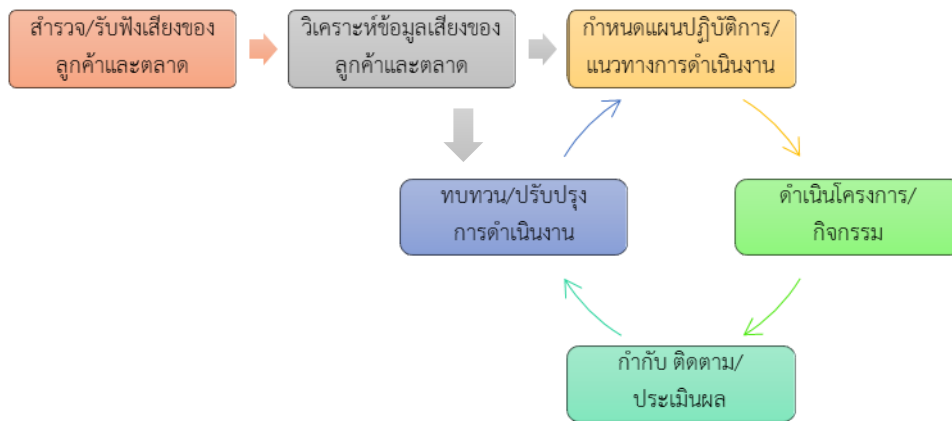 สำรวจ/รับฟังเสียงของ
ลูกค้าและตลาด
วิเคราะห์ข้อมูลเสียงของ
ลูกค้าและตลาด
กำหนดแผนปฏิบัติการ/
แนวทางการดำเนินงาน
ทบทวน/ปรับปรุง
การดำเนินงาน
ดำเนินโครงการ/
กิจกรรม
กำกับ ติดตาม/
ประเมินผล